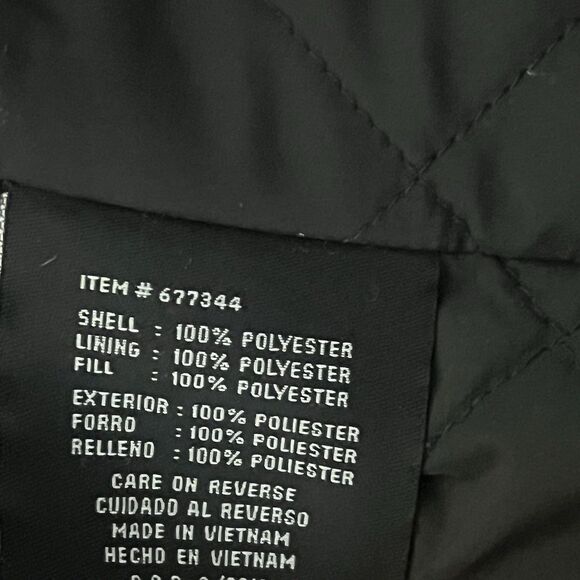 ITEM # 677344
SHELL : 100% POLYESTER
LINING : 100% POLYESTER
FILL : 100% POLYESTER
EXTERIOR : 100% POLIESTER
FORRO : 100% POLIESTER
RELLENO : 100% POLIESTER
CARE ON REVERSE
CUIDADO AL REVERSO
MADE IN VIETNAM
HECHO EN VIETNAM